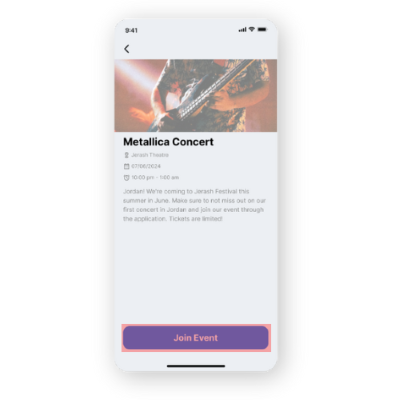 9:41
Metallica Concert
Jerash Theatre
07/06/2024
10:00 pm - 1:00 am
Jordan! We're coming to Jerash Festival this
summer in June. Make sure to not miss out on our
first concert in Jordan and join our event through
the application. Tickets are limited!
Join Event